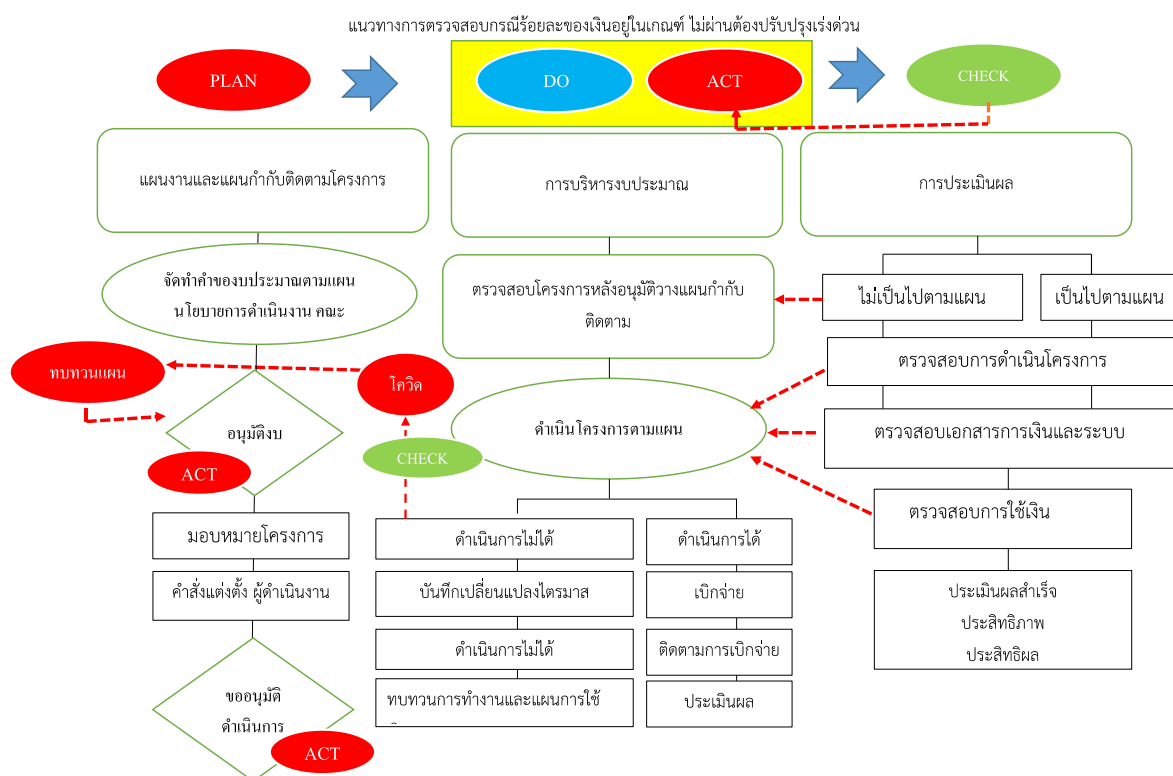 แนวทางการตรวจสอบกรณีร้อยละของเงินอยู่ในเกณฑ์ ไม่ผ่านต้องปรับปรุงเร่งด่วน
PLAN
DO
ACT
CHECK
แผนงานและแผนกำกับติดตามโครงการ
จัดทำคำของบประมาณตามแผน
นโยบายการดำเนินงาน คณะ
ทบทวนแผน
โควิด
อนุมัติงบ
ACT
CHECK
มอบหมายโครงการ
คำสั่งแต่งตั้ง ผู้ดำเนินงาน
ขออนุมัติ
ดำเนินการ
ACT
การบริหารงบประมาณ
ตรวจสอบโครงการหลังอนุมัติวางแผนกำกับ
ติดตาม
ดำเนินโครงการตามแผน
ดำเนินการไม่ได้
บันทึกเปลี่ยนแปลงไตรมาส
ดำเนินการไม่ได้
ทบทวนการทำงานและแผนการใช้
ดำเนินการได้
เบิกจ่าย
ติดตามการเบิกจ่าย
ประเมินผล
การประเมินผล
ไม่เป็นไปตามแผน
เป็นไปตามแผน
ตรวจสอบการดำเนินโครงการ
ตรวจสอบเอกสารการเงินและระบบ
ตรวจสอบการใช้เงิน
ประเมินผลสำเร็จ
ประสิทธิภาพ
ประสิทธิผล